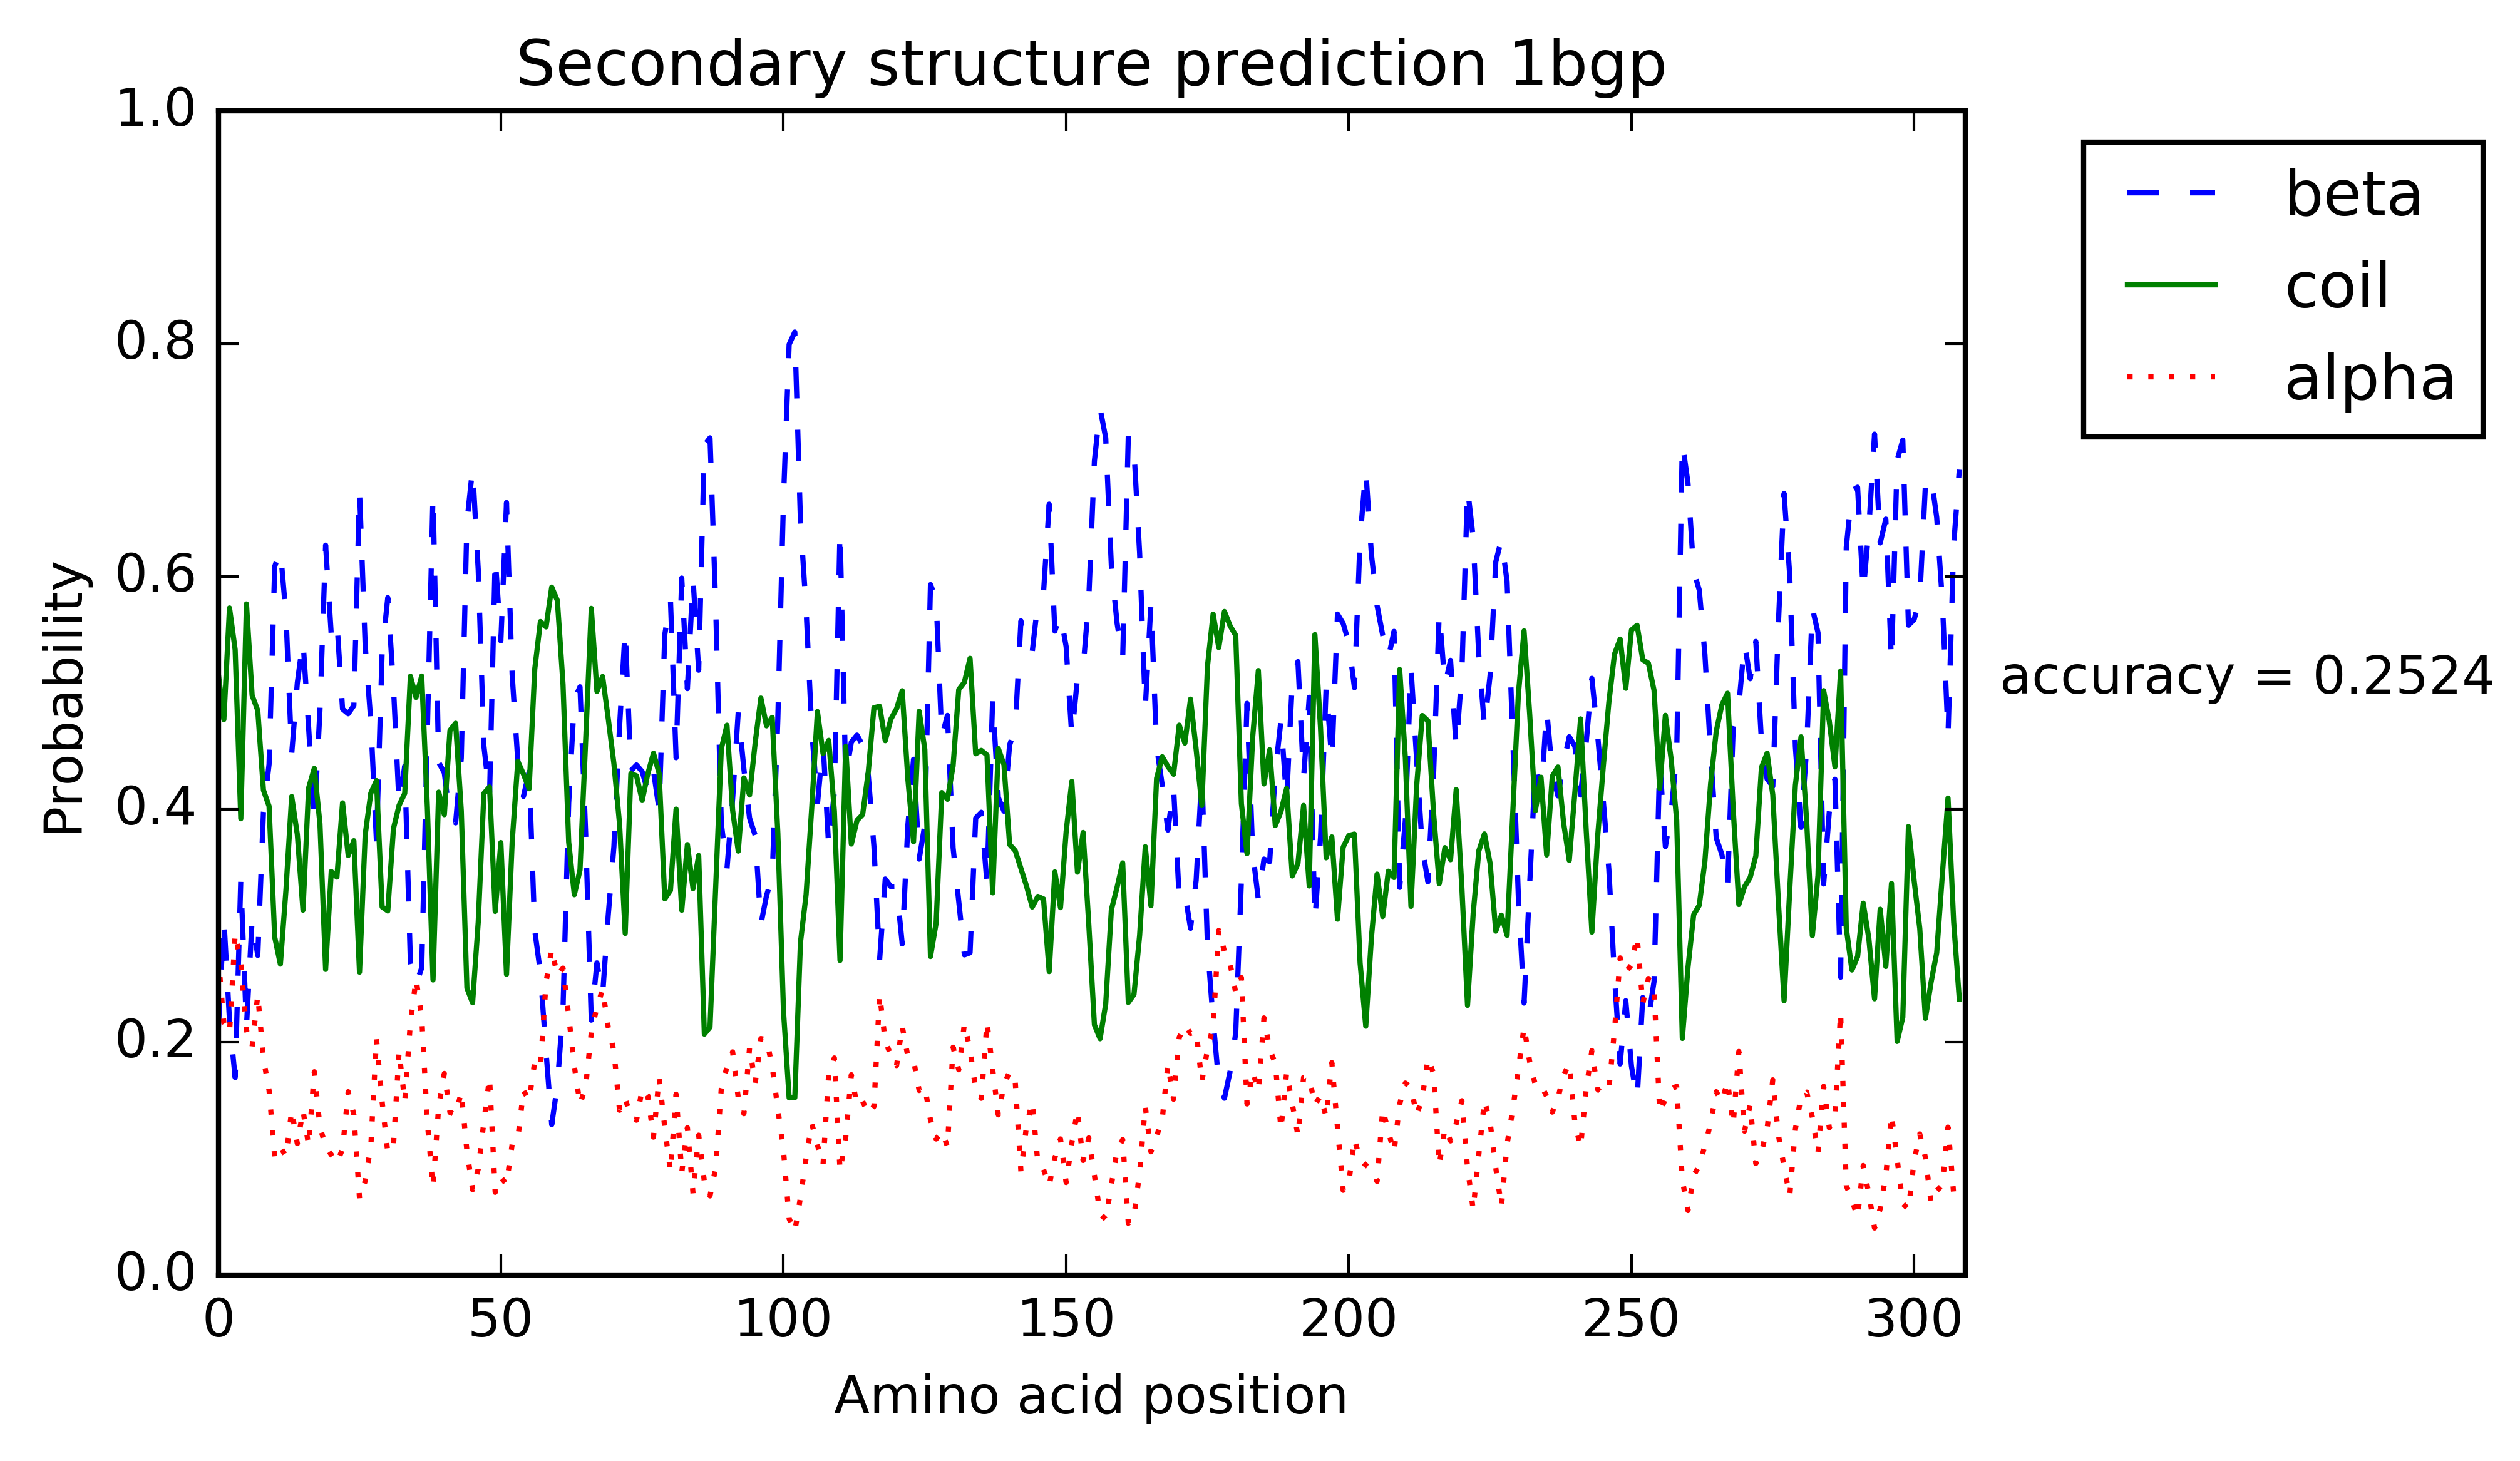 Secondary structure prediction 1bgp
1.0
0.8
0.6
0.4
0.2
0.0
Probability
0
50
100
150
200
250
300
Amino acid position
beta
coil
alpha
accuracy = 0.2524